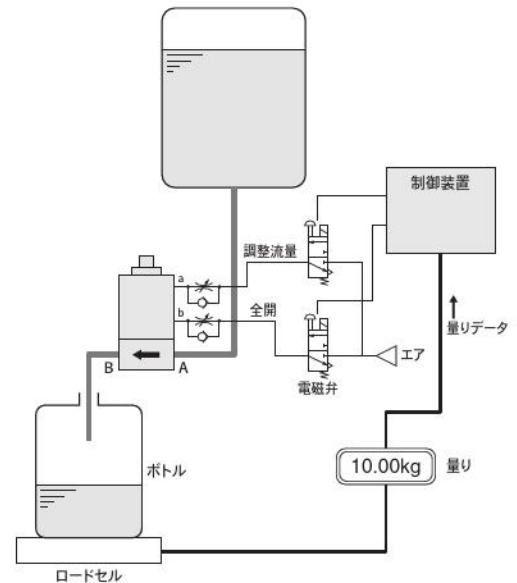 制御装置
調整流量
a
全開
b
量りデータ
エア
B
A
電磁弁
10.00kg
量り
ボトル
ロードセル